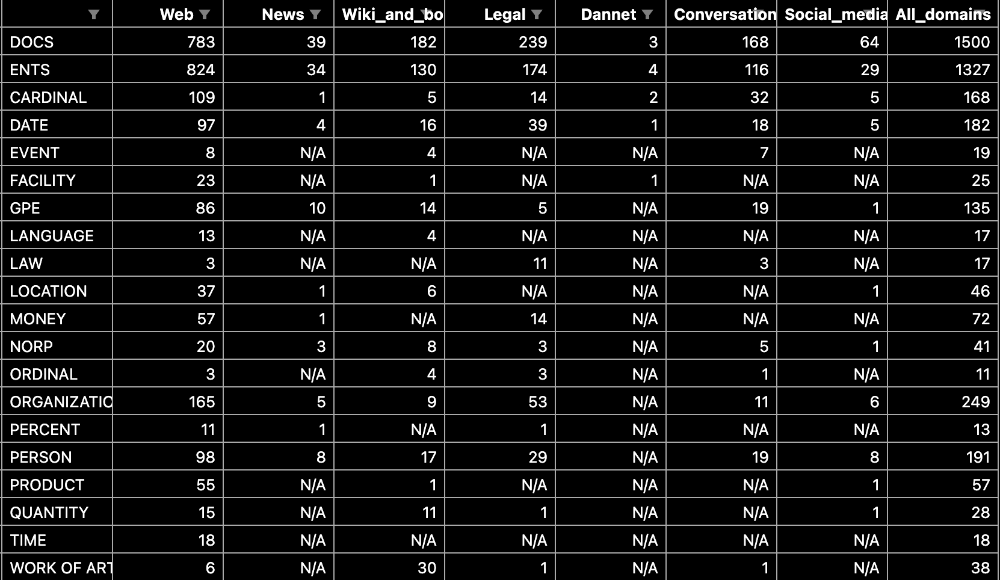 Web News Wiki_and_bo Legal Dannet Conversation Social_media All_domains
DOCS 783 39 182 239 3 168 64 1500
ENTS 824 34 130 174 4 116 29 1327
CARDINAL 109 1 5 14 2 32 5 168
DATE 97 4 16 39 1 18 5 182
EVENT 8 N/A 4 N/A N/A 7 N/A 19
FACILITY 23 N/A 1 N/A 1 N/A N/A 25
GPE 86 10 14 5 N/A 19 1 135
LANGUAGE 13 N/A 4 N/A N/A N/A N/A 17
LAW 3 N/A N/A 11 N/A 3 N/A 17
LOCATION 37 1 6 N/A N/A N/A 1 46
MONEY 57 1 N/A 14 N/A N/A N/A 72
NORP 20 3 8 3 N/A 5 1 41
ORDINAL 3 N/A 4 3 N/A 1 N/A 11
ORGANIZATIO 165 5 9 53 N/A 11 6 249
PERCENT 11 1 N/A 1 N/A N/A N/A 13
PERSON 98 8 17 29 N/A 19 8 191
PRODUCT 55 N/A 1 N/A N/A N/A 1 57
QUANTITY 15 N/A 11 1 N/A N/A 1 28
TIME 18 N/A N/A N/A N/A N/A N/A 18
WORK OF ART 6 N/A 30 1 N/A 1 N/A 38